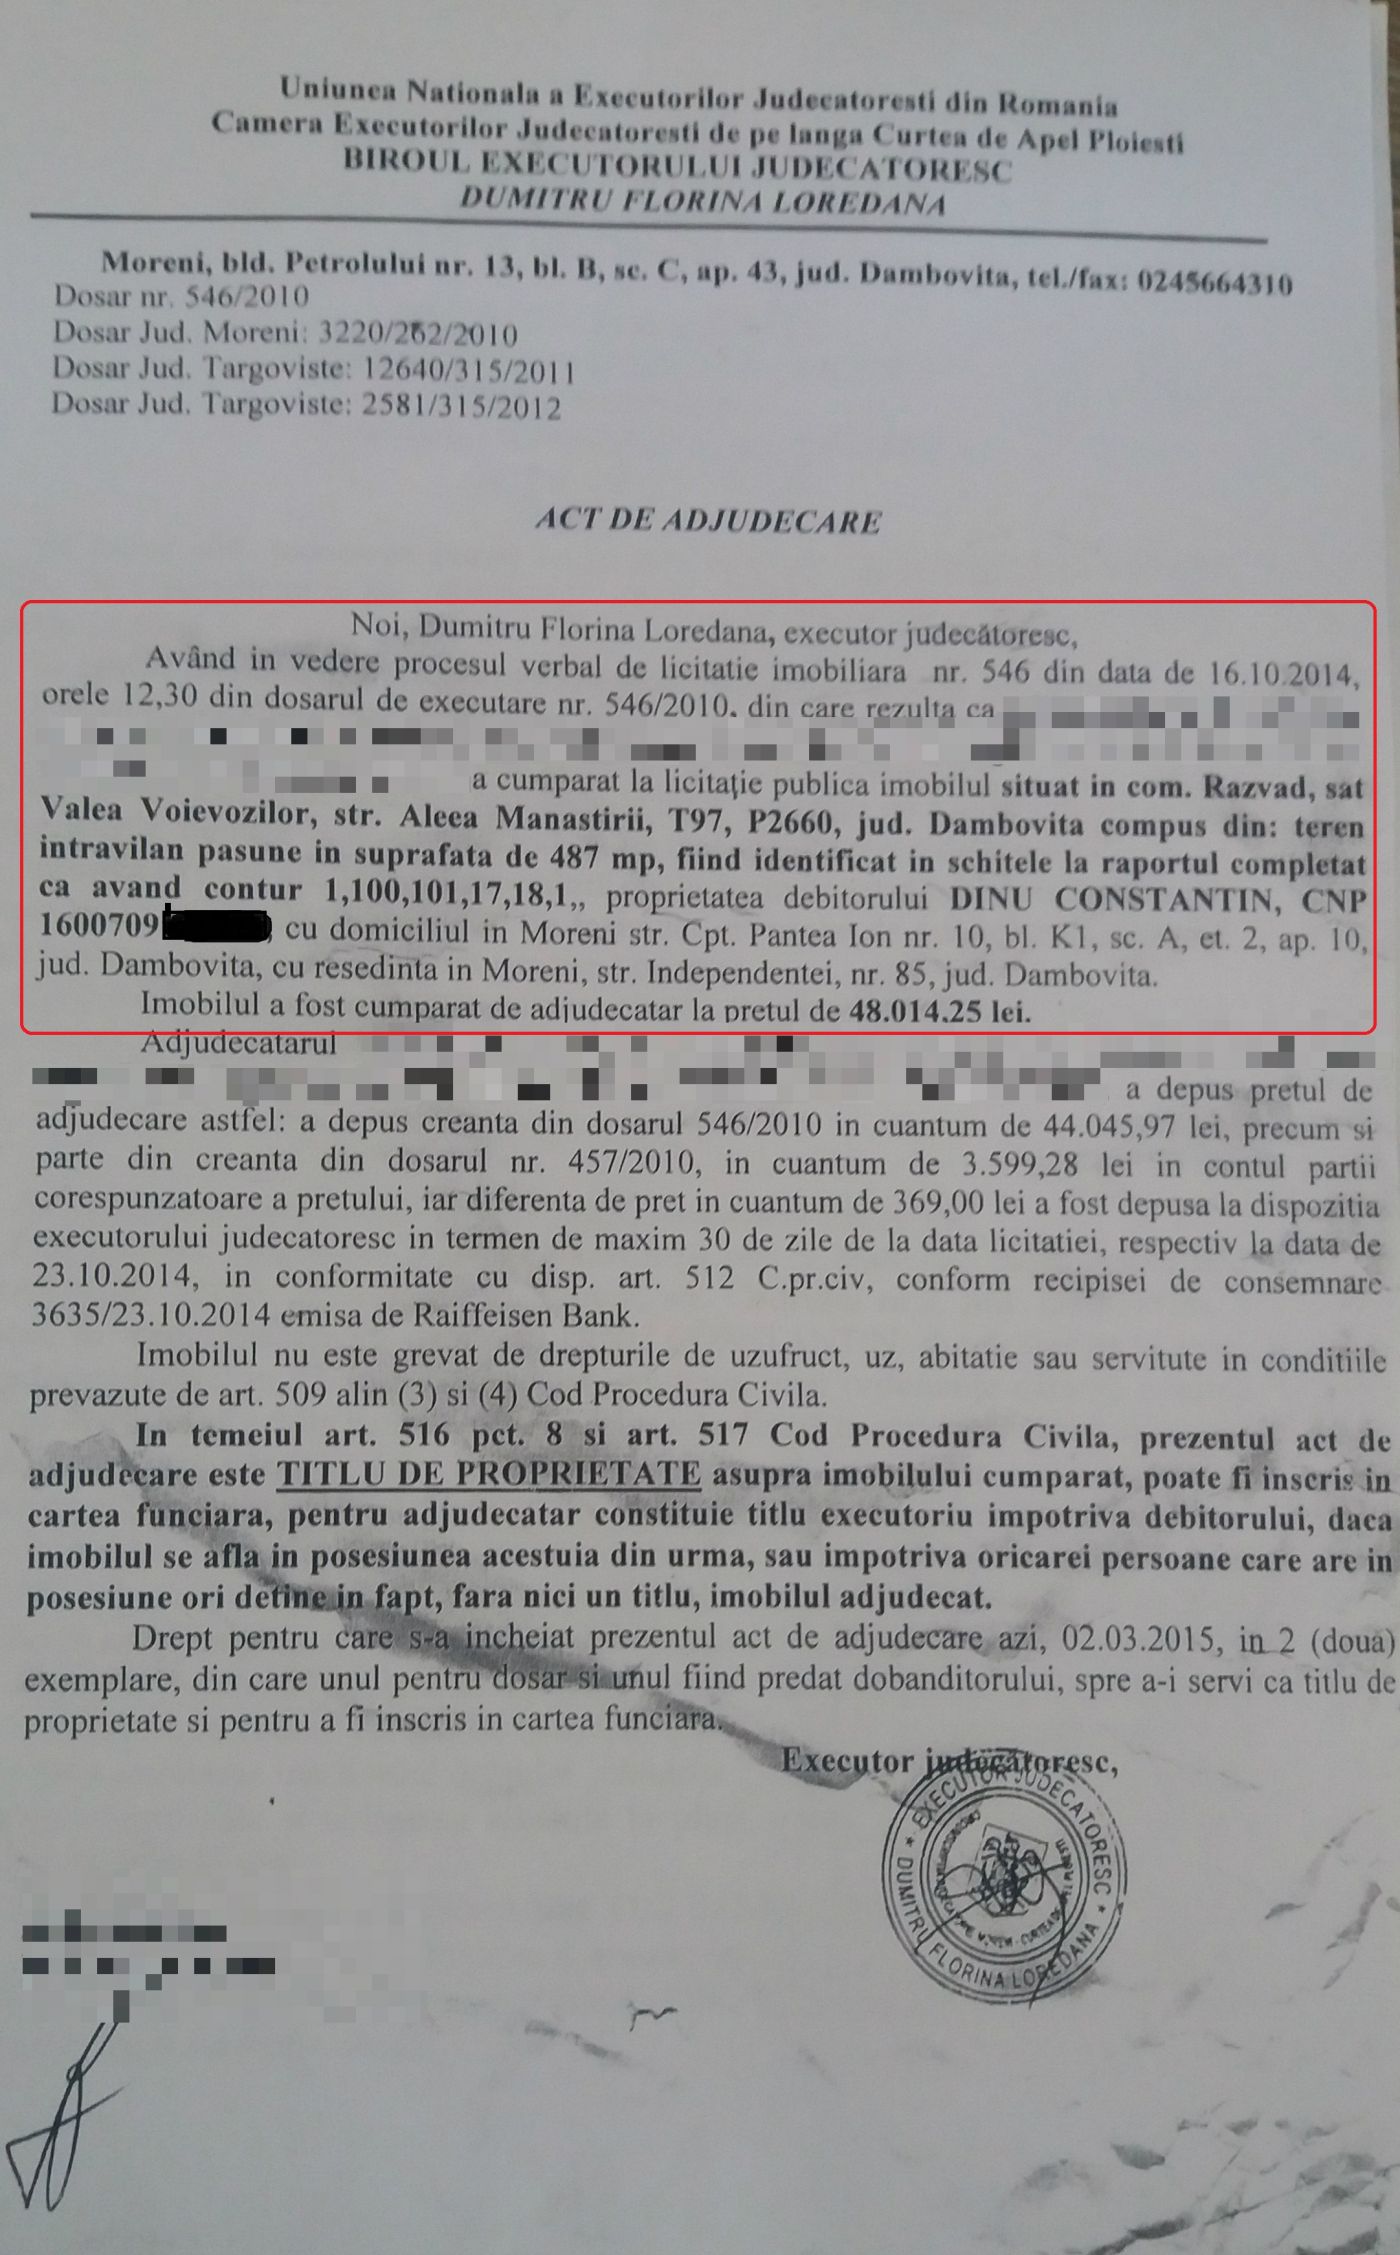 Uniunea Nationala a Executorilor Judecatoresti din Romania
Camera Executorilor Judecatoresti de pe langa Curtea de Apel Ploiesti
BIROUL EXECUTORULUI JUDECATORESC
DUMITRU FLORINA LOREDANA
Moreni, bld. Petrolului nr. 13, bl. B, sc. C, ap. 43, jud. Dambovita, tel./fax: 0245664310
Dosar nr. 546/2010
Dosar Jud. Moreni: 3220/262/2010
Dosar Jud. Targoviste: 12640/315/2011
Dosar Jud. Targoviste: 2581/315/2012
ACT DE ADJUDECARE
Noi, Dumitru Florina Loredana, executor judecătoresc,
Având in vedere procesul verbal de licitatie imobiliara nr. 546 din data de 16.10.2014,
orele 12,30 din dosarul de executare nr. 546/2010, din care rezulta ca
a cumparat la licitaţie publica imobilul situat in com. Razvad, sat
Valea Voievozilor, str. Aleea Manastirii, T97, P2660, jud. Dambovita compus din: teren
intravilan pasune in suprafata de 487 mp, fiind identificat in schitele la raportul completat
ca avand contur 1,100,101,17,18,1,, proprietatea debitorului DINU CONSTANTIN, CNP
1600709 , cu domiciliul in Moreni str. Cpt. Pantea Ion nr. 10, bl. K1, sc. A, et. 2, ap. 10,
jud. Dambovita, cu resedinta in Moreni, str. Independentei, nr. 85, jud. Dambovita.
Imobilul a fost cumparat de adjudecatar la pretul de 48.014.25 lei.
Adjudecatarul
a depus pretul de
adjudecare astfel: a depus creanta din dosarul 546/2010 in cuantum de 44.045,97 lei, precum si
parte din creanta din dosarul nr. 457/2010, in cuantum de 3.599,28 lei in contul partii
corespunzatoare a pretului, iar diferenta de pret in cuantum de 369,00 lei a fost depusa la dispozitia
executorului judecatoresc in termen de maxim 30 de zile de la data licitatiei, respectiv la data de
23.10.2014, in conformitate cu disp. art. 512 C.pr.civ, conform recipisei de consemnare
3635/23.10.2014 emisa de Raiffeisen Bank.
Imobilul nu este grevat de drepturile de uzufruct, uz, abitatie sau servitute in conditiile
prevazute de art. 509 alin (3) si (4) Cod Procedura Civila.
In temeiul art. 516 pct. 8 si art. 517 Cod Procedura Civila, prezentul act de
adjudecare este TITLU DE PROPRIETATE asupra imobilului cumparat, poate fi inscris in
cartea funciara, pentru adjudecatar constituie titlu executoriu impotriva debitorului, daca
imobilul se afla in posesiunea acestuia din urma, sau impotriva oricarei persoane care are in
posesiune ori detine in fapt, fara nici un titlu, imobilul adjudecat.
Drept pentru care s-a incheiat prezentul act de adjudecare azi, 02.03.2015, in 2 (doua)
exemplare, din care unul pentru dosar si unul fiind predat dobanditorului, spre a-i servi ca titlu de
proprietate si pentru a fi inscris in cartea funciara.
Executor judecătoresc,
EXECUTOR JUDECATORESC
DUMITRU FLORINA LOREDANA